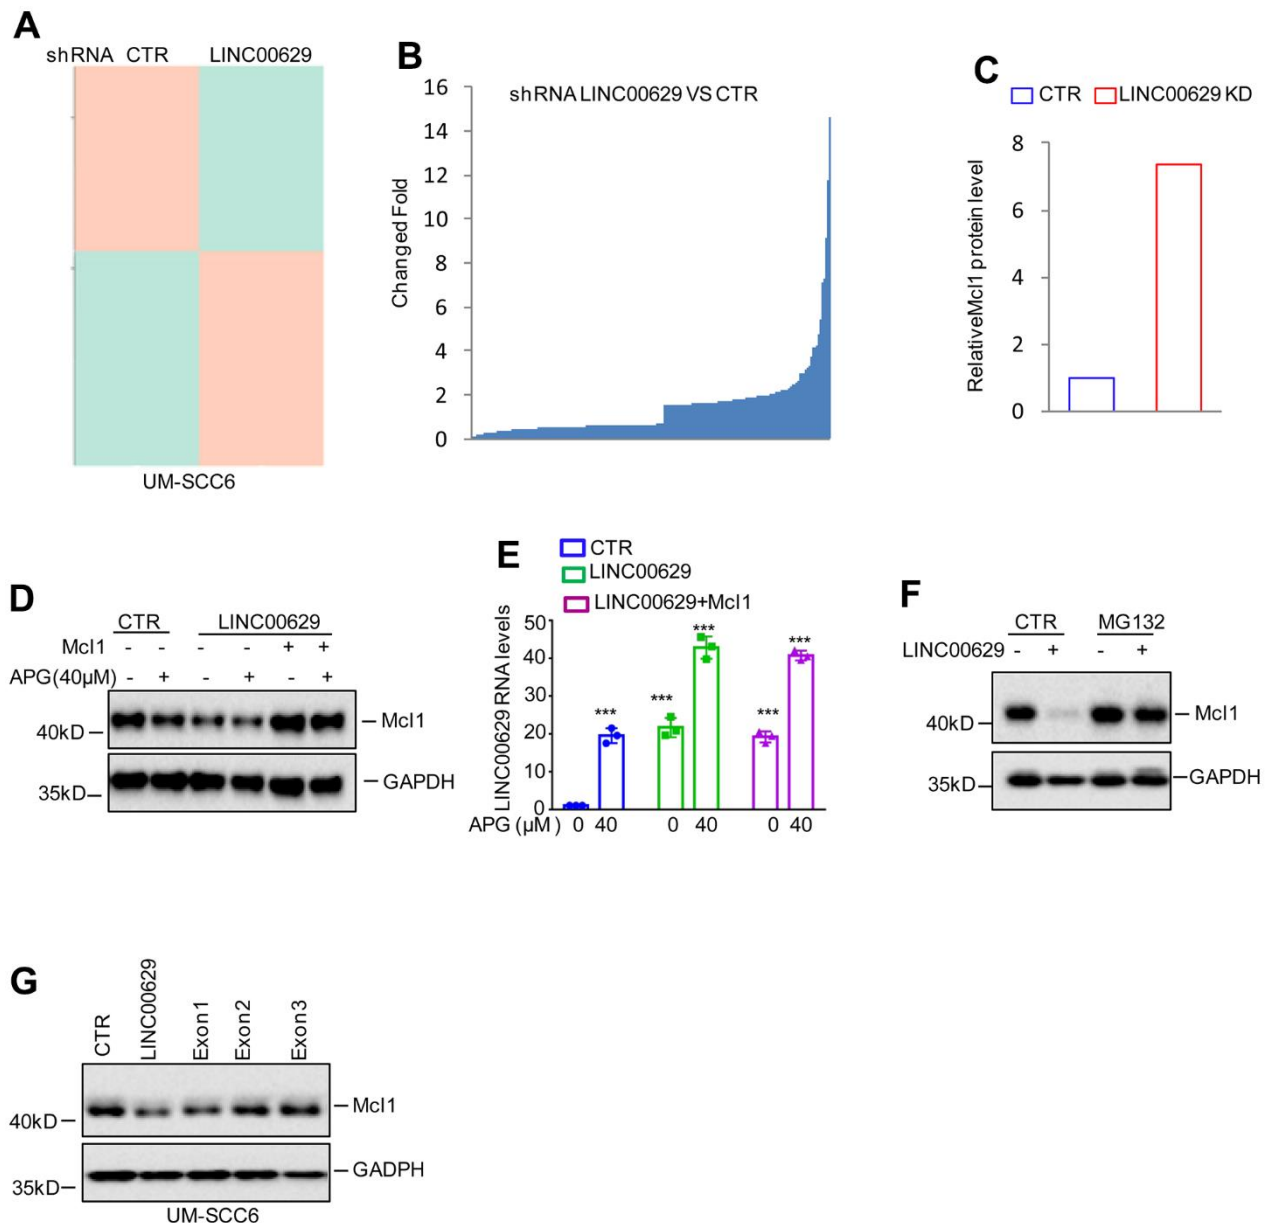 A
shRNA CTR LINC00629
UM-SCC6
B
shRNA LINC00629 VS CTR
Changed Fold
16
14
12
10
8
6
4
2
0
C
CTR LINC00629 KD
RelativeMcl1 protein level
8
6
4
2
0
D
CTR LINC00629
Mcl1 - - - - + +
APG(40μM) - + - + - +
40kD
Mcl1
35kD
GAPDH
E
CTR
LINC00629
LINC00629+Mcl1
LINC00629 RNA levels
50
40
30
20
10
0
*** *** *** *** ***
APG (μM) 0 40 0 40 0 40
F
CTR MG132
LINC00629 - + - +
40kD
Mcl1
35kD
GAPDH
G
CTR LINC00629 Exon1 Exon2 Exon3
40kD
Mcl1
35kD
GADPH
UM-SCC6